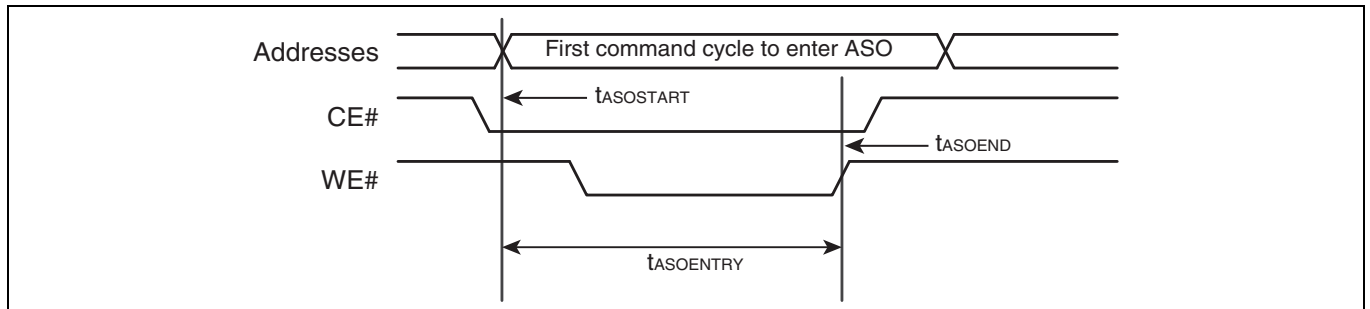 Addresses
First command cycle to enter ASO
tASOSTART
CE#
tASOEND
WE#
tASOENTRY